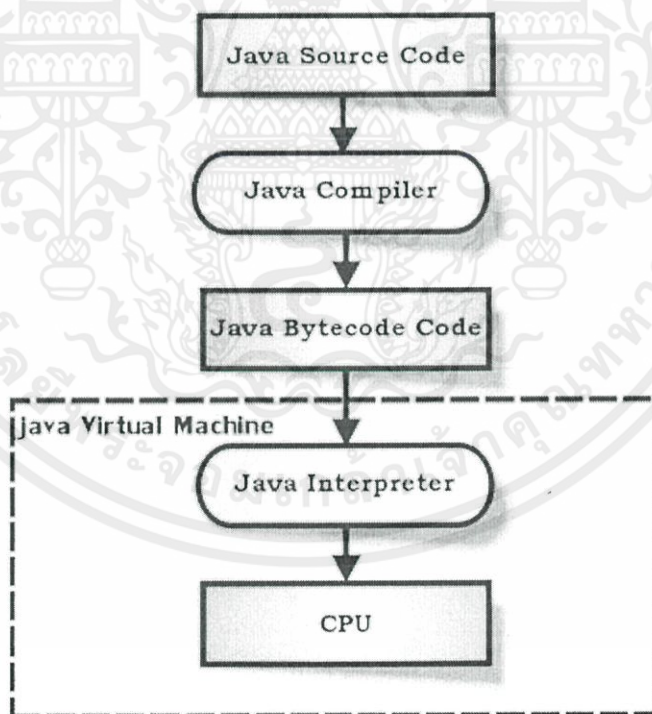 Java Source Code
Java Compiler
Java Bytecode Code
java Virtual Machine
Java Interpreter
CPU